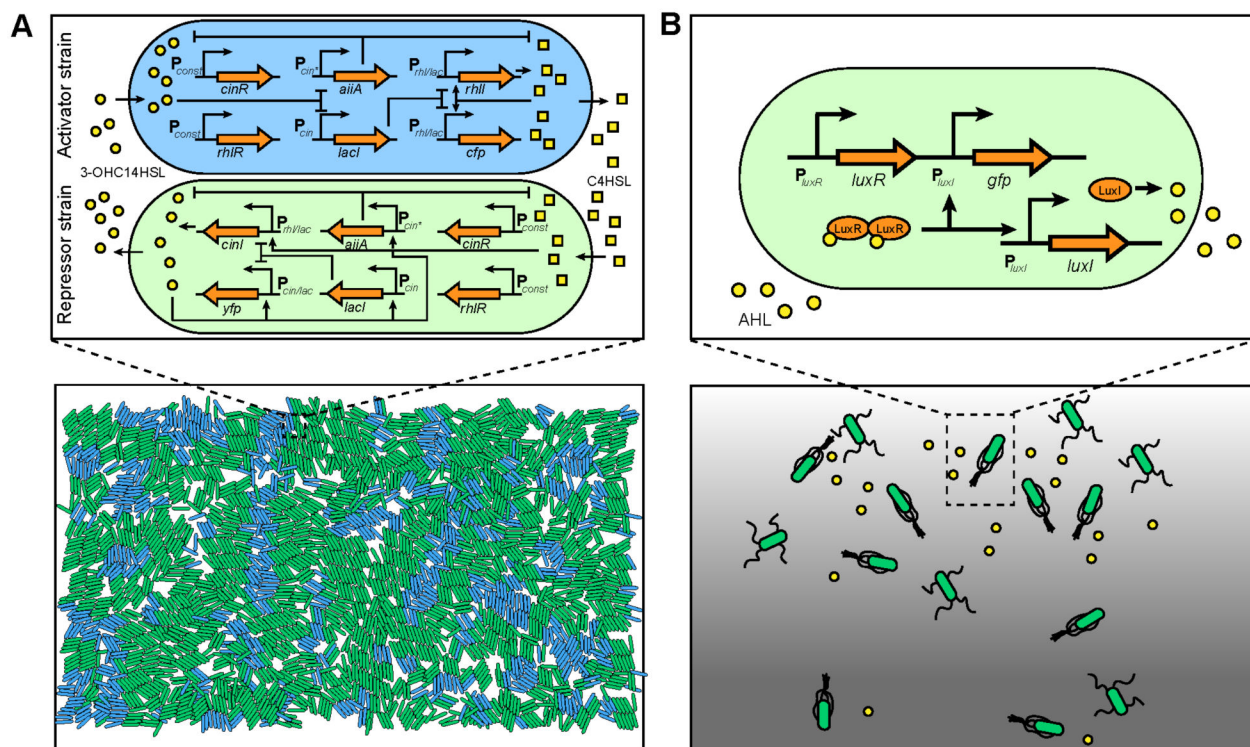 A
Activator strain
P const
cinR
P cin*
aiiA
P rhl/lac
rhlI
P const
rhlR
P cin
lacI
P rhl/lac
cfp
3-OHC14HSL
C4HSL
Repressor strain
P rhl/lac
cinI
P cin*
aiiA
P const
cinR
P cin/lac
yfp
P cin
lacI
P const
rhlR
B
P luxR
luxR
P luxI
gfp
LuxI
LuxR
LuxR
P luxI
luxI
AHL